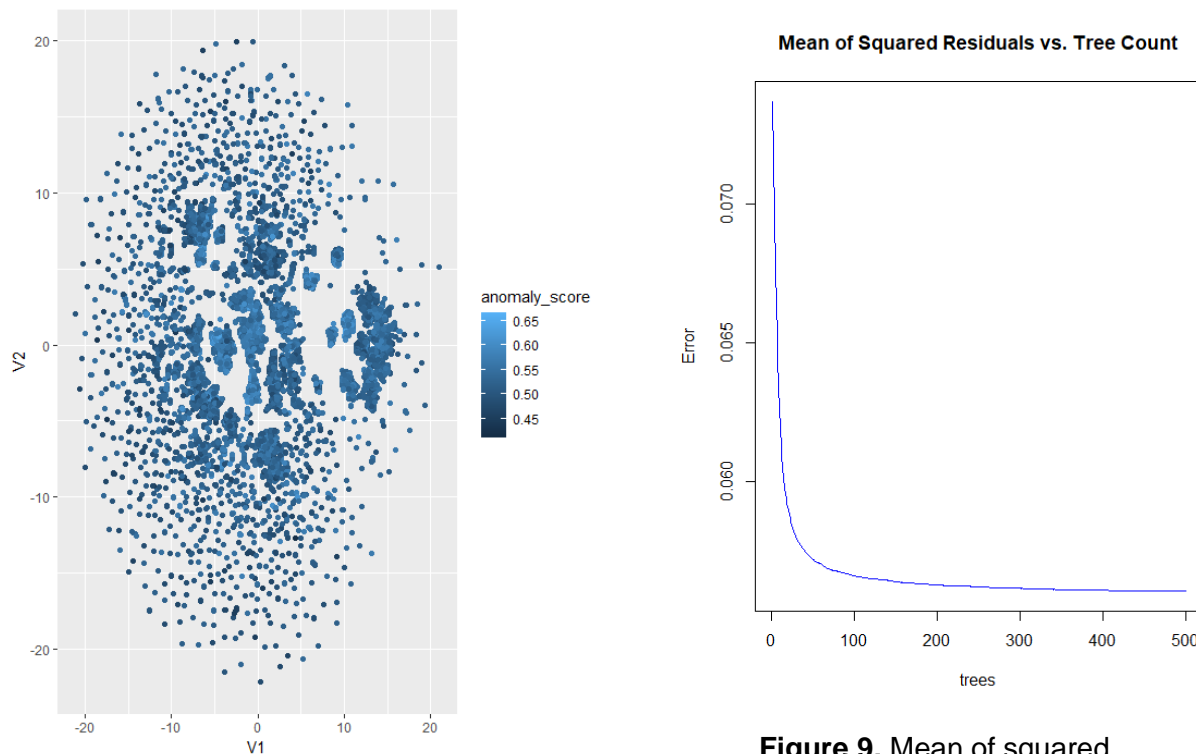 20
10
0
-10
-20
V2
-20 -10 0 10 20
V1
anomaly_score
0.65
0.60
0.55
0.50
0.45
Mean of Squared Residuals vs. Tree Count
0.070
0.065
0.060
Error
0 100 200 300 400 500
trees
Figure 9. Mean of squared